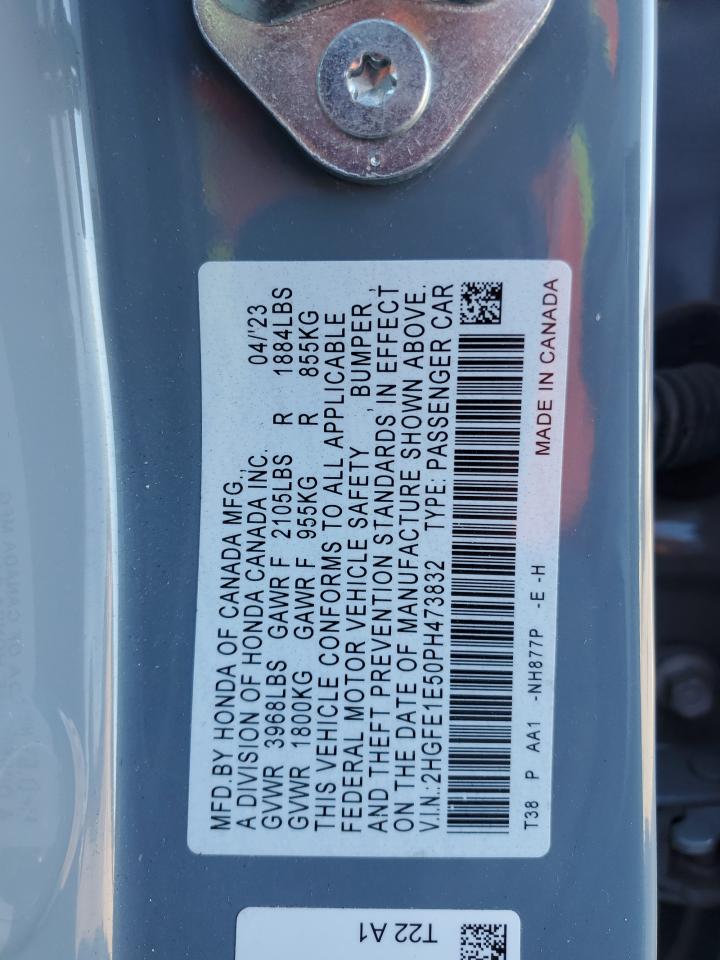 MFD.BY HONDA OF CANADA MFG., 04/'23
A DIVISION OF HONDA CANADA INC.
GVWR 3968LBS GAWR F 2105LBS R 1884LBS
GVWR 1800KG GAWR F 955KG R 855KG
THIS VEHICLE CONFORMS TO ALL APPLICABLE
FEDERAL MOTOR VEHICLE SAFETY, BUMPER,
AND THEFT PREVENTION STANDARDS, IN EFFECT
ON THE DATE OF MANUFACTURE SHOWN ABOVE.
V.I.N.:2HGFE1E50PH473832 TYPE: PASSENGER CAR
T38 P AA1 -NH877P -E -H MADE IN CANADA
T22 A1